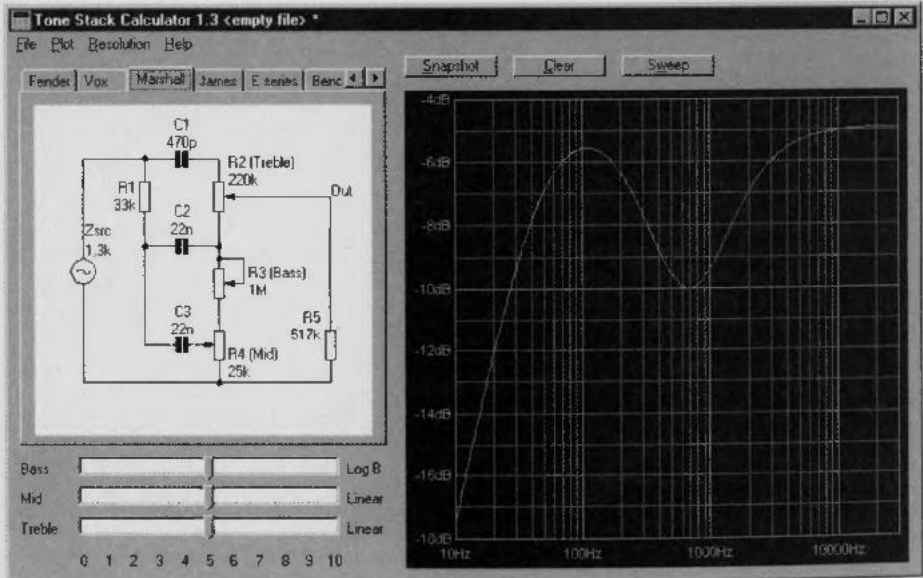 Tone Stack Calculator 1.3 <empty file> *
File Plot Resolution Help
Fender Vox Marshall James E series Benc
Snapshot Clear Sweep
C1
470p
R2 (Treble)
220k
Out
R1
33k
C2
22n
Zsrc
1.3k
R3 (Bass)
1M
C3
22n
R5
517k
R4 (Mid)
25k
Bass Log B
Mid Linear
Treble Linear
0 1 2 3 4 5 6 7 8 9 10
-4dB
-6dB
-8dB
-10dB
-12dB
-14dB
-16dB
-18dB
10Hz 100Hz 1000Hz 10000Hz